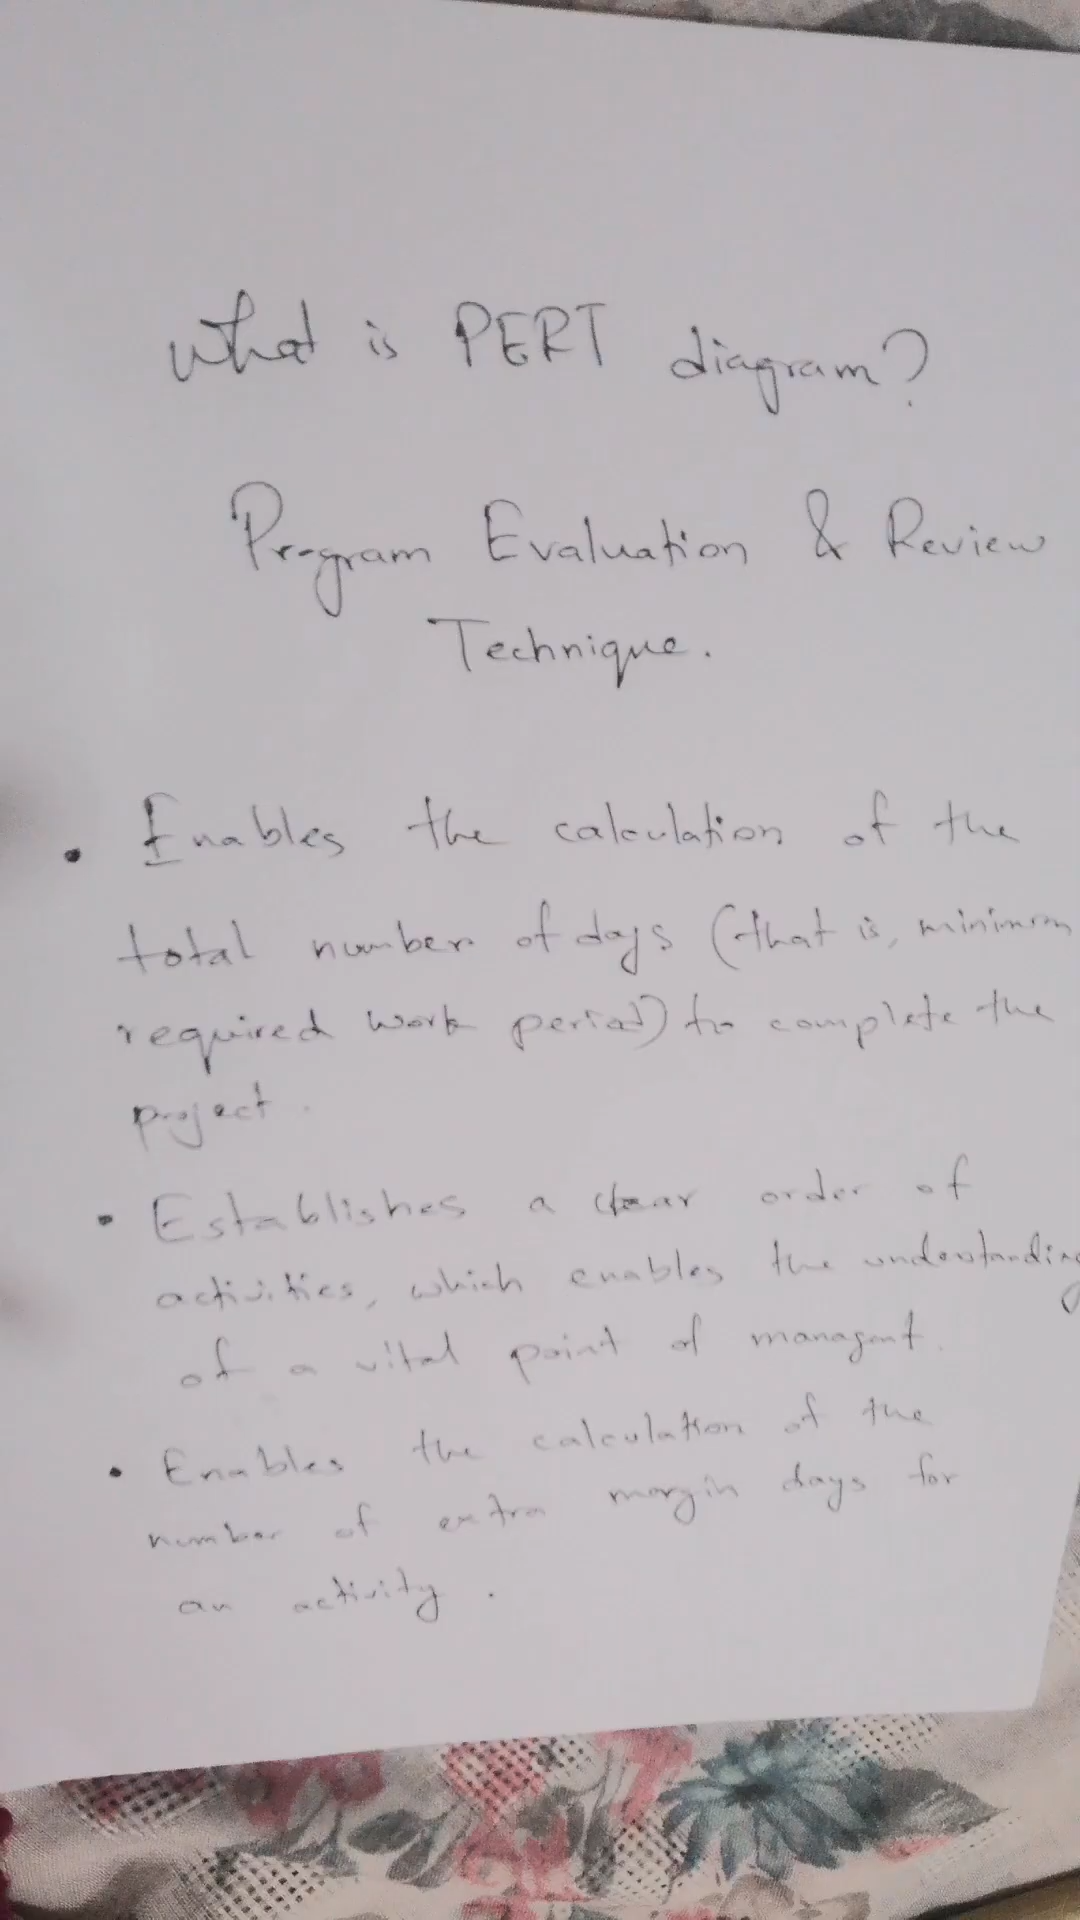 What is PERT diagram?
Program Evaluation & Review
Technique.
• Enables the calculation of the
total number of days (that is, minimum
required work period) to complete the
project.
• Establishes a clear order of
activities, which enables the understanding
of a vital point of managmt.
• Enables the calculation of the
number of extra margin days for
an activity.